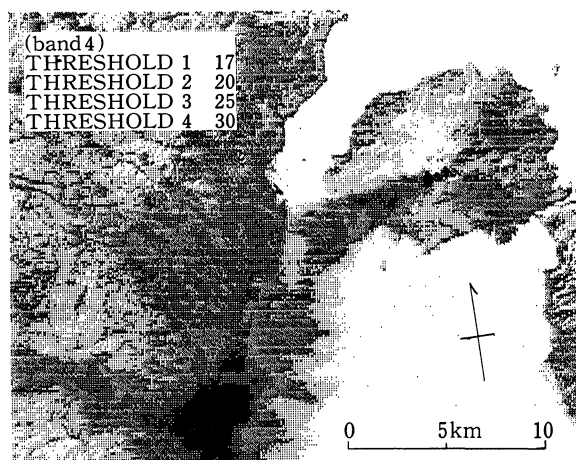 (band4)
THRESHOLD 1 17
THRESHOLD 2 20
THRESHOLD 3 25
THRESHOLD 4 30
0 5km 10